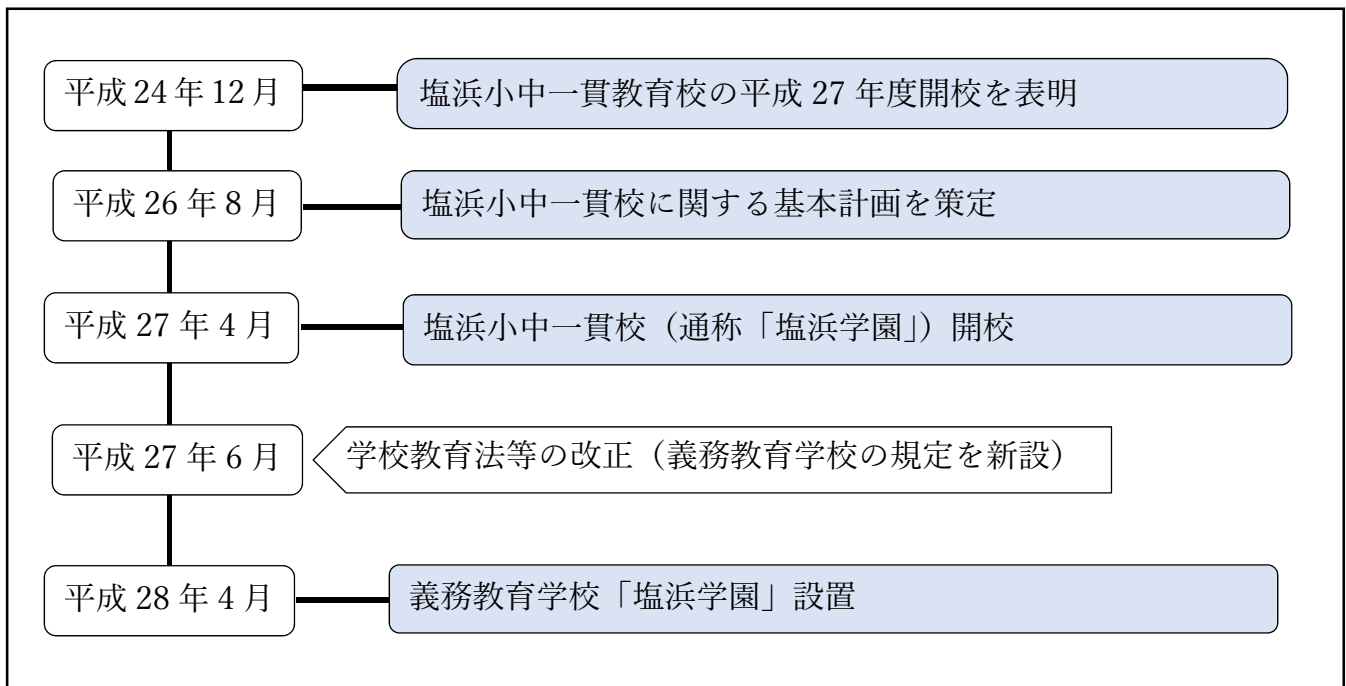 平成 24 年 12 月
塩浜小中一貫教育校の平成 27 年度開校を表明
平成 26 年 8 月
塩浜小中一貫校に関する基本計画を策定
平成 27 年 4 月
塩浜小中一貫校（通称「塩浜学園」）開校
平成 27 年 6 月
学校教育法等の改正（義務教育学校の規定を新設）
平成 28 年 4 月
義務教育学校「塩浜学園」設置